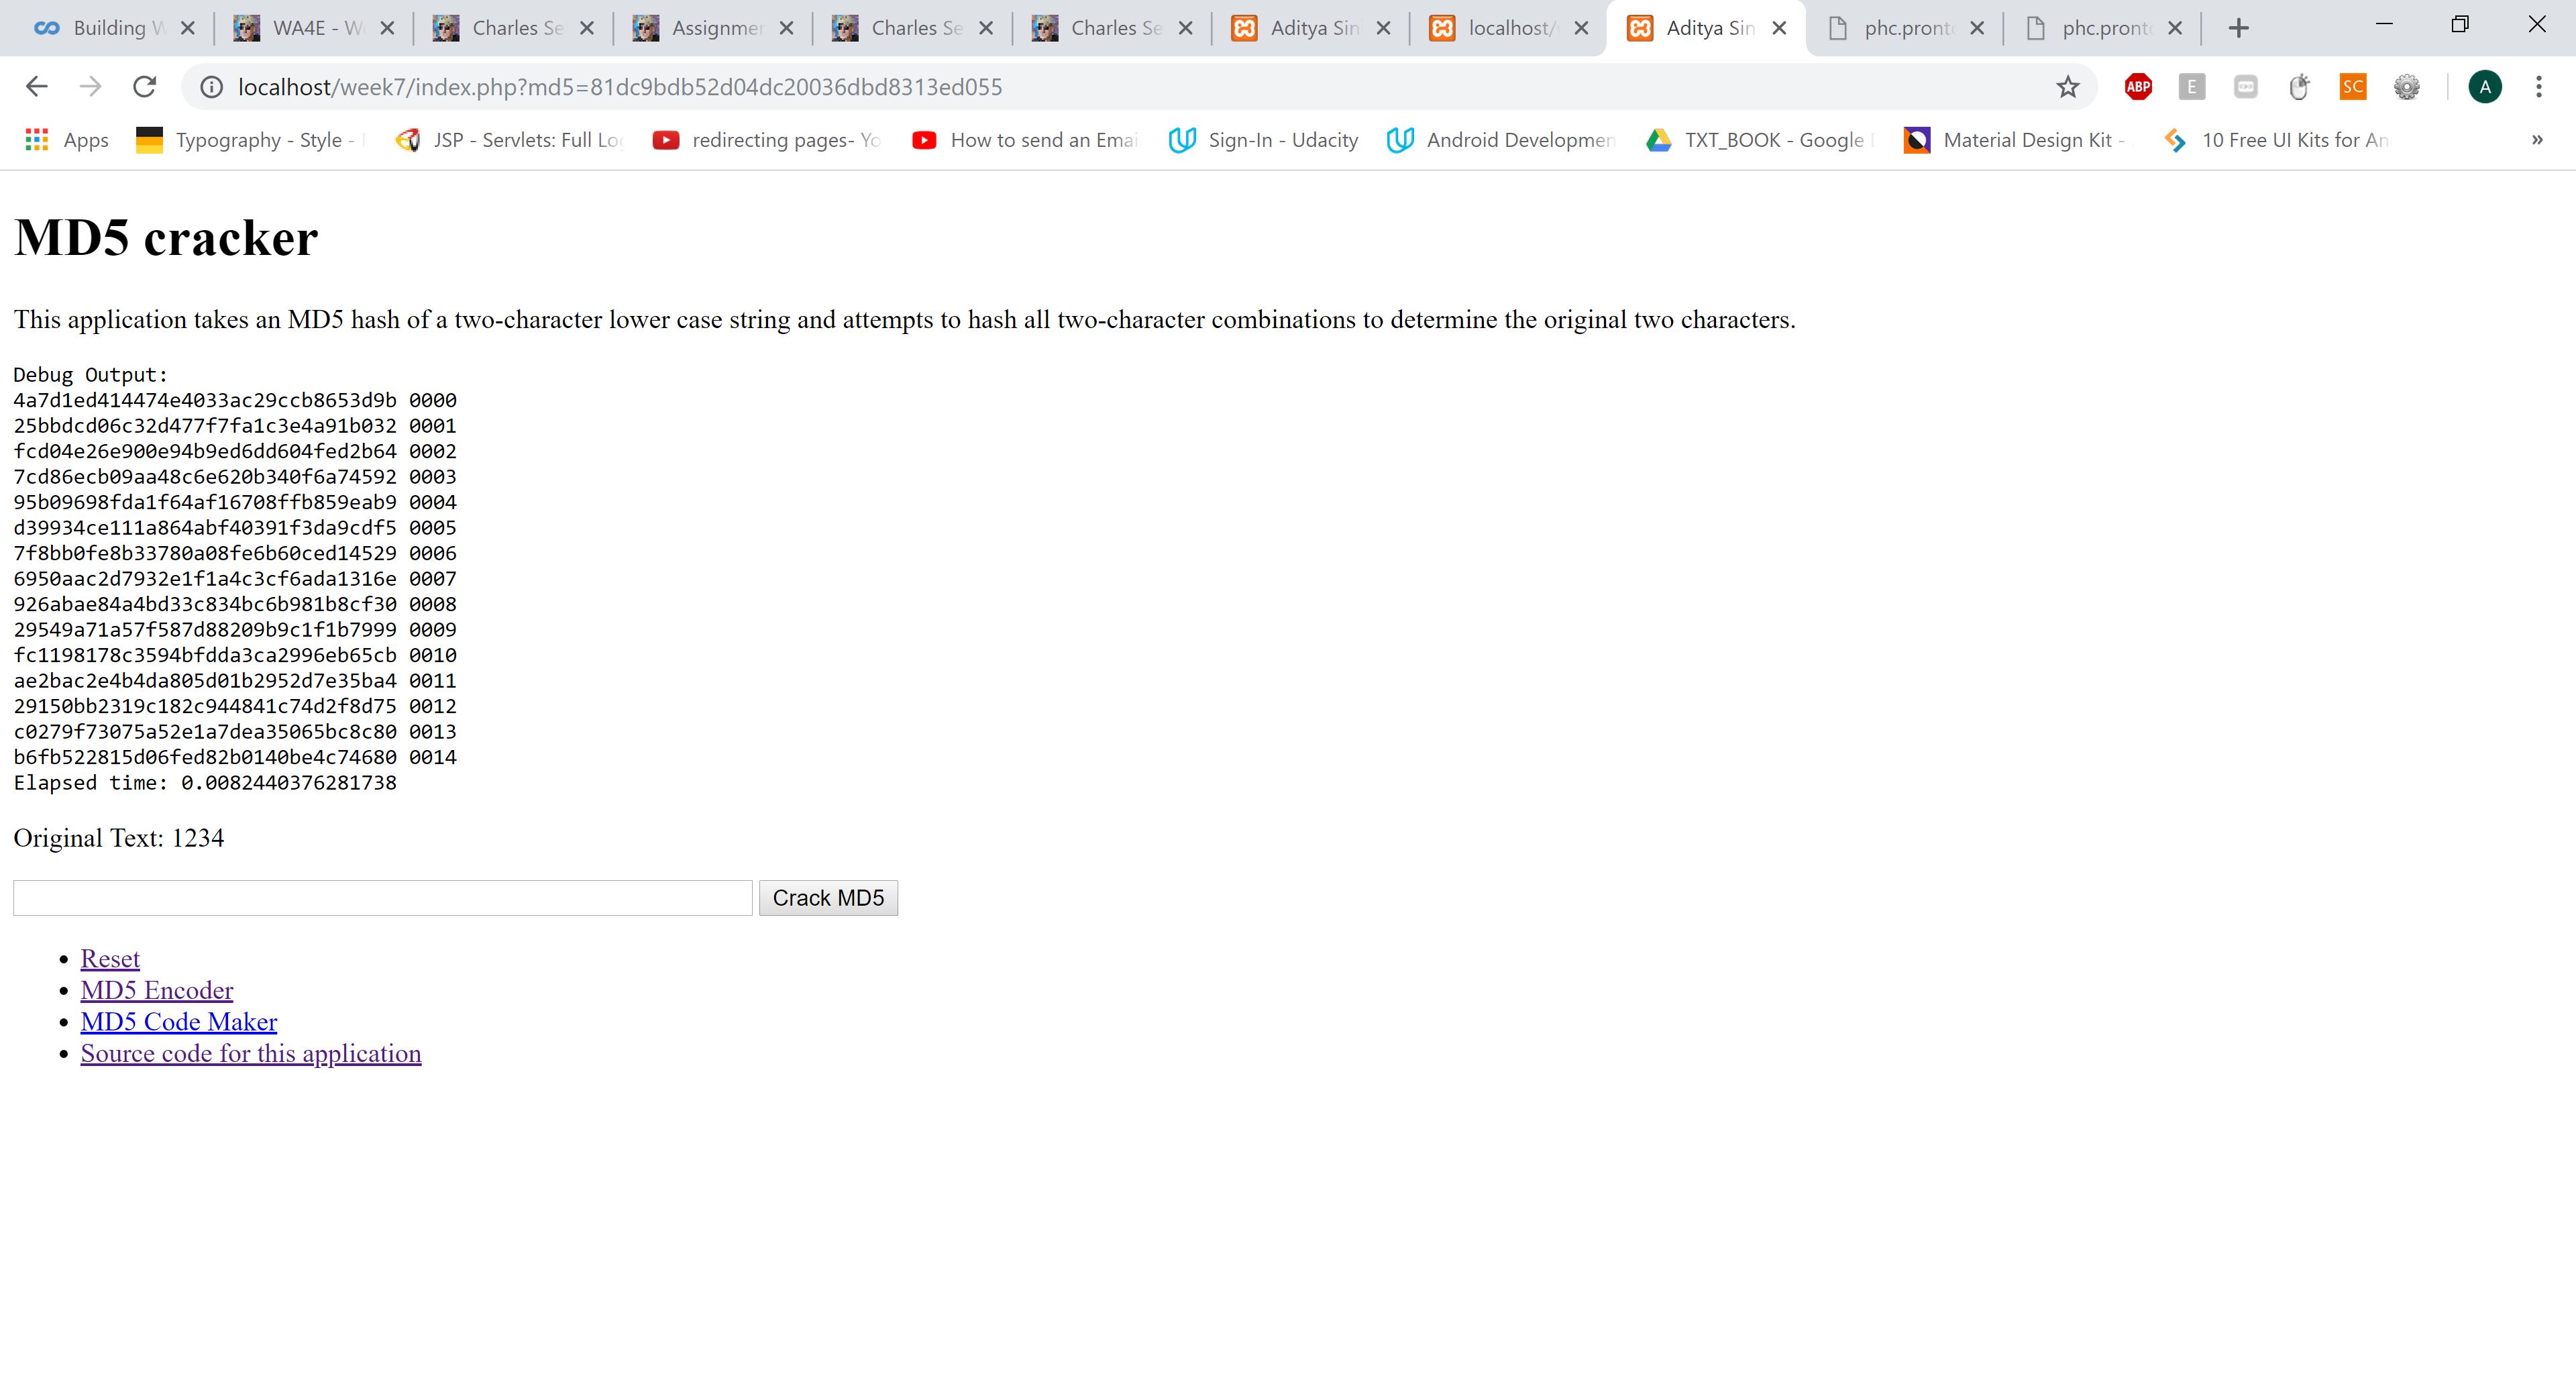 Building W
WA4E - W
Charles Se
Assignmen
Charles Se
Charles Se
Aditya Sin
localhost/
Aditya Sin
phc.pronto
phc.pronto
localhost/week7/index.php?md5=81dc9bdb52d04dc20036dbd8313ed055
ABP
E
SC
A
Apps
Typography - Style -
JSP - Servlets: Full Lo
redirecting pages- Yo
How to send an Emai
Sign-In - Udacity
Android Developmen
TXT_BOOK - Google
Material Design Kit -
10 Free UI Kits for An
»
MD5 cracker
This application takes an MD5 hash of a two-character lower case string and attempts to hash all two-character combinations to determine the original two characters.
Debug Output:
4a7d1ed414474e4033ac29ccb8653d9b 0000
25bbdcd06c32d477f7fa1c3e4a91b032 0001
fcd04e26e900e94b9ed6dd604fed2b64 0002
7cd86ecb09aa48c6e620b340f6a74592 0003
95b09698fda1f64af16708ffb859eab9 0004
d39934ce111a864abf40391f3da9cdf5 0005
7f8bb0fe8b33780a08fe6b60ced14529 0006
6950aac2d7932e1f1a4c3cf6ada1316e 0007
926abae84a4bd33c834bc6b981b8cf30 0008
29549a71a57f587d88209b9c1f1b7999 0009
fc1198178c3594bfdda3ca2996eb65cb 0010
ae2bac2e4b4da805d01b2952d7e35ba4 0011
29150bb2319c182c944841c74d2f8d75 0012
c0279f73075a52e1a7dea35065bc8c80 0013
b6fb522815d06fed82b0140be4c74680 0014
Elapsed time: 0.0082440376281738
Original Text: 1234
Crack MD5
Reset
MD5 Encoder
MD5 Code Maker
Source code for this application